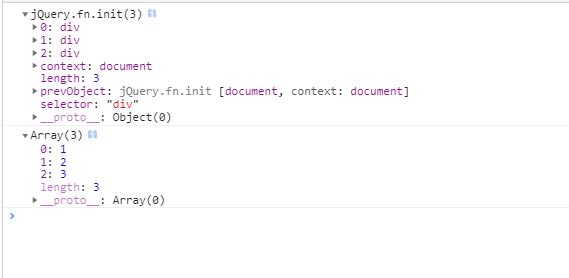 ▼jQuery.fn.init(3) i
▶0: div
▶1: div
▶2: div
▶context: document
length: 3
▶prevObject: jQuery.fn.init [document, context: document]
selector: "div"
▶__proto__: Object(0)
▼Array(3) i
0: 1
1: 2
2: 3
length: 3
▶__proto__: Array(0)
>